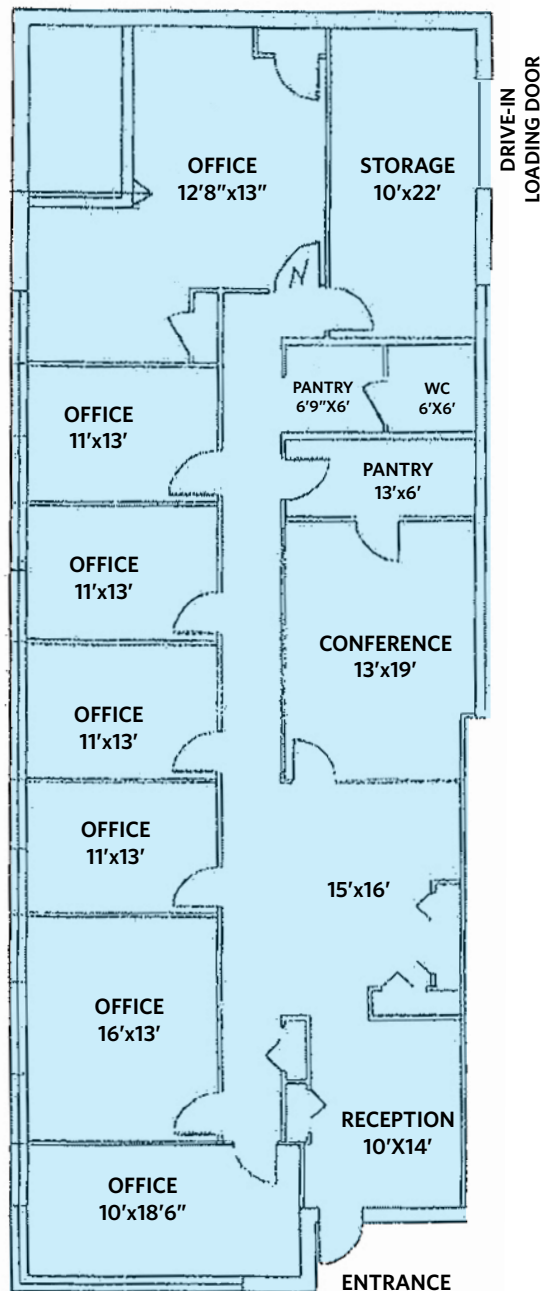 DRIVE-IN
LOADING DOOR
OFFICE
12'8"x13"
STORAGE
10'x22'
PANTRY
6'9"X6'
WC
6'X6'
OFFICE
11'x13'
PANTRY
13'x6'
OFFICE
11'x13'
CONFERENCE
13'x19'
OFFICE
11'x13'
OFFICE
11'x13'
15'x16'
OFFICE
16'x13'
RECEPTION
10'X14'
OFFICE
10'x18'6"
ENTRANCE